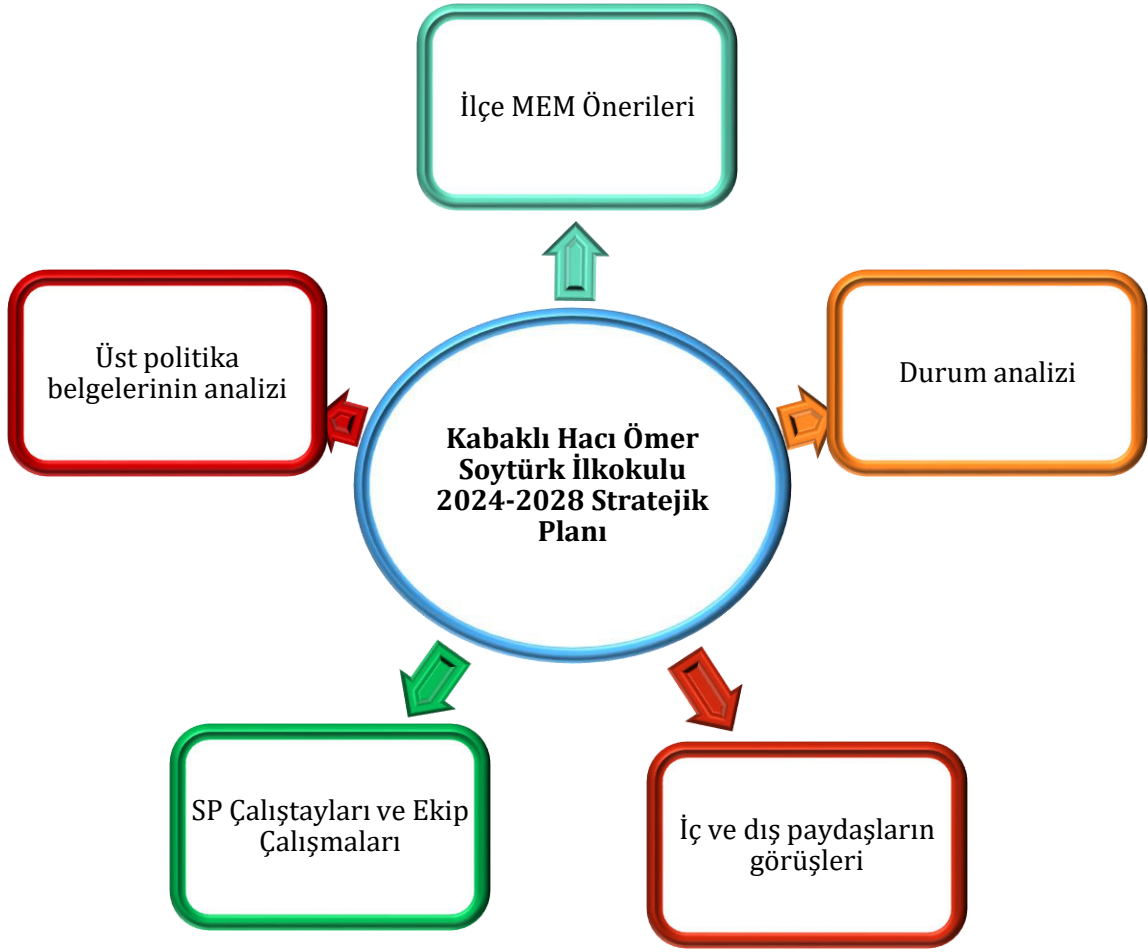 İlçe MEM Önerileri
Üst politika
belgelerinin analizi
Durum analizi
Kabaklı Hacı Ömer
Soytürk İlkokulu
2024-2028 Stratejik
Planı
SP Çalıştayları ve Ekip
Çalışmaları
İç ve dış paydaşların
görüşleri